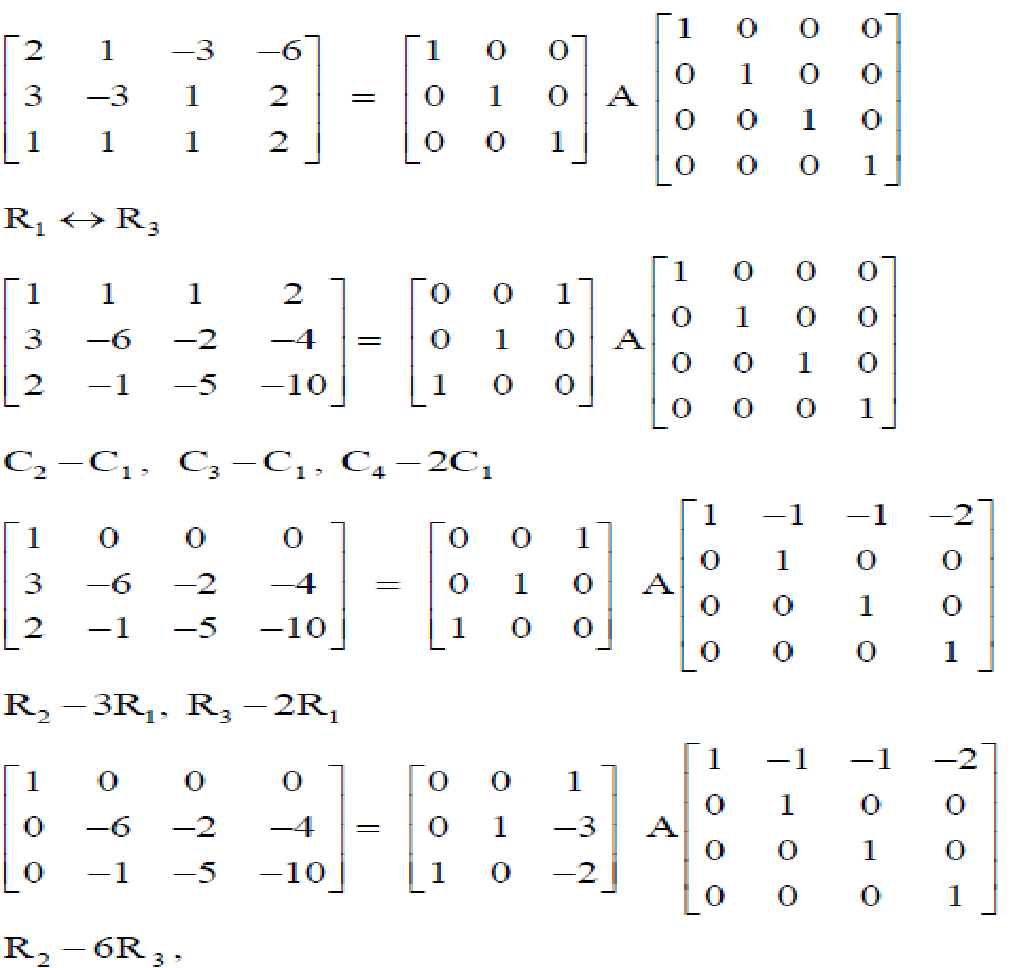 [2 1 −3 −6; 3 −3 1 2; 1 1 1 2] = [1 0 0; 0 1 0; 0 0 1] A [1 0 0 0; 0 1 0 0; 0 0 1 0; 0 0 0 1]
R₁ ↔ R₃
[1 1 1 2; 3 −6 −2 −4; 2 −1 −5 −10] = [0 0 1; 0 1 0; 1 0 0] A [1 0 0 0; 0 1 0 0; 0 0 1 0; 0 0 0 1]
C₂ − C₁, C₃ − C₁, C₄ − 2C₁
[1 0 0 0; 3 −6 −2 −4; 2 −1 −5 −10] = [0 0 1; 0 1 0; 1 0 0] A [1 −1 −1 −2; 0 1 0 0; 0 0 1 0; 0 0 0 1]
R₂ − 3R₁, R₃ − 2R₁
[1 0 0 0; 0 −6 −2 −4; 0 −1 −5 −10] = [0 0 1; 0 1 −3; 1 0 −2] A [1 −1 −1 −2; 0 1 0 0; 0 0 1 0; 0 0 0 1]
R₂ − 6R₃,